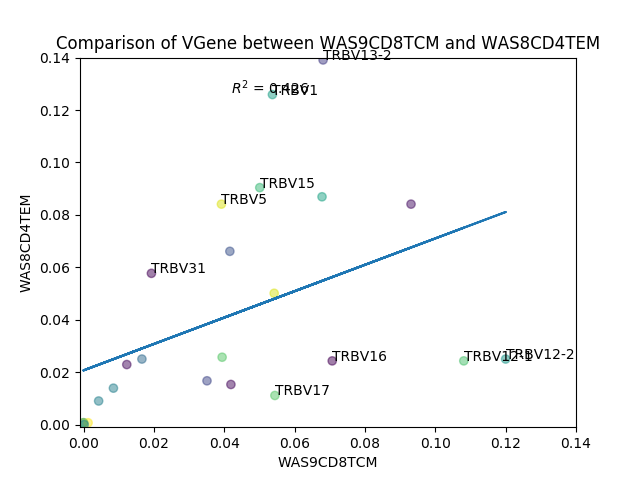 Comparison of VGene between WAS9CD8TCM and WAS8CD4TEM
TRBV13-2
R² = 0.426
TRBV1
TRBV15
TRBV5
TRBV31
TRBV16
TRBV12-1
TRBV12-2
TRBV17
0.14
0.12
0.10
0.08
0.06
0.04
0.02
0.00
WAS8CD4TEM
0.00 0.02 0.04 0.06 0.08 0.10 0.12 0.14
WAS9CD8TCM